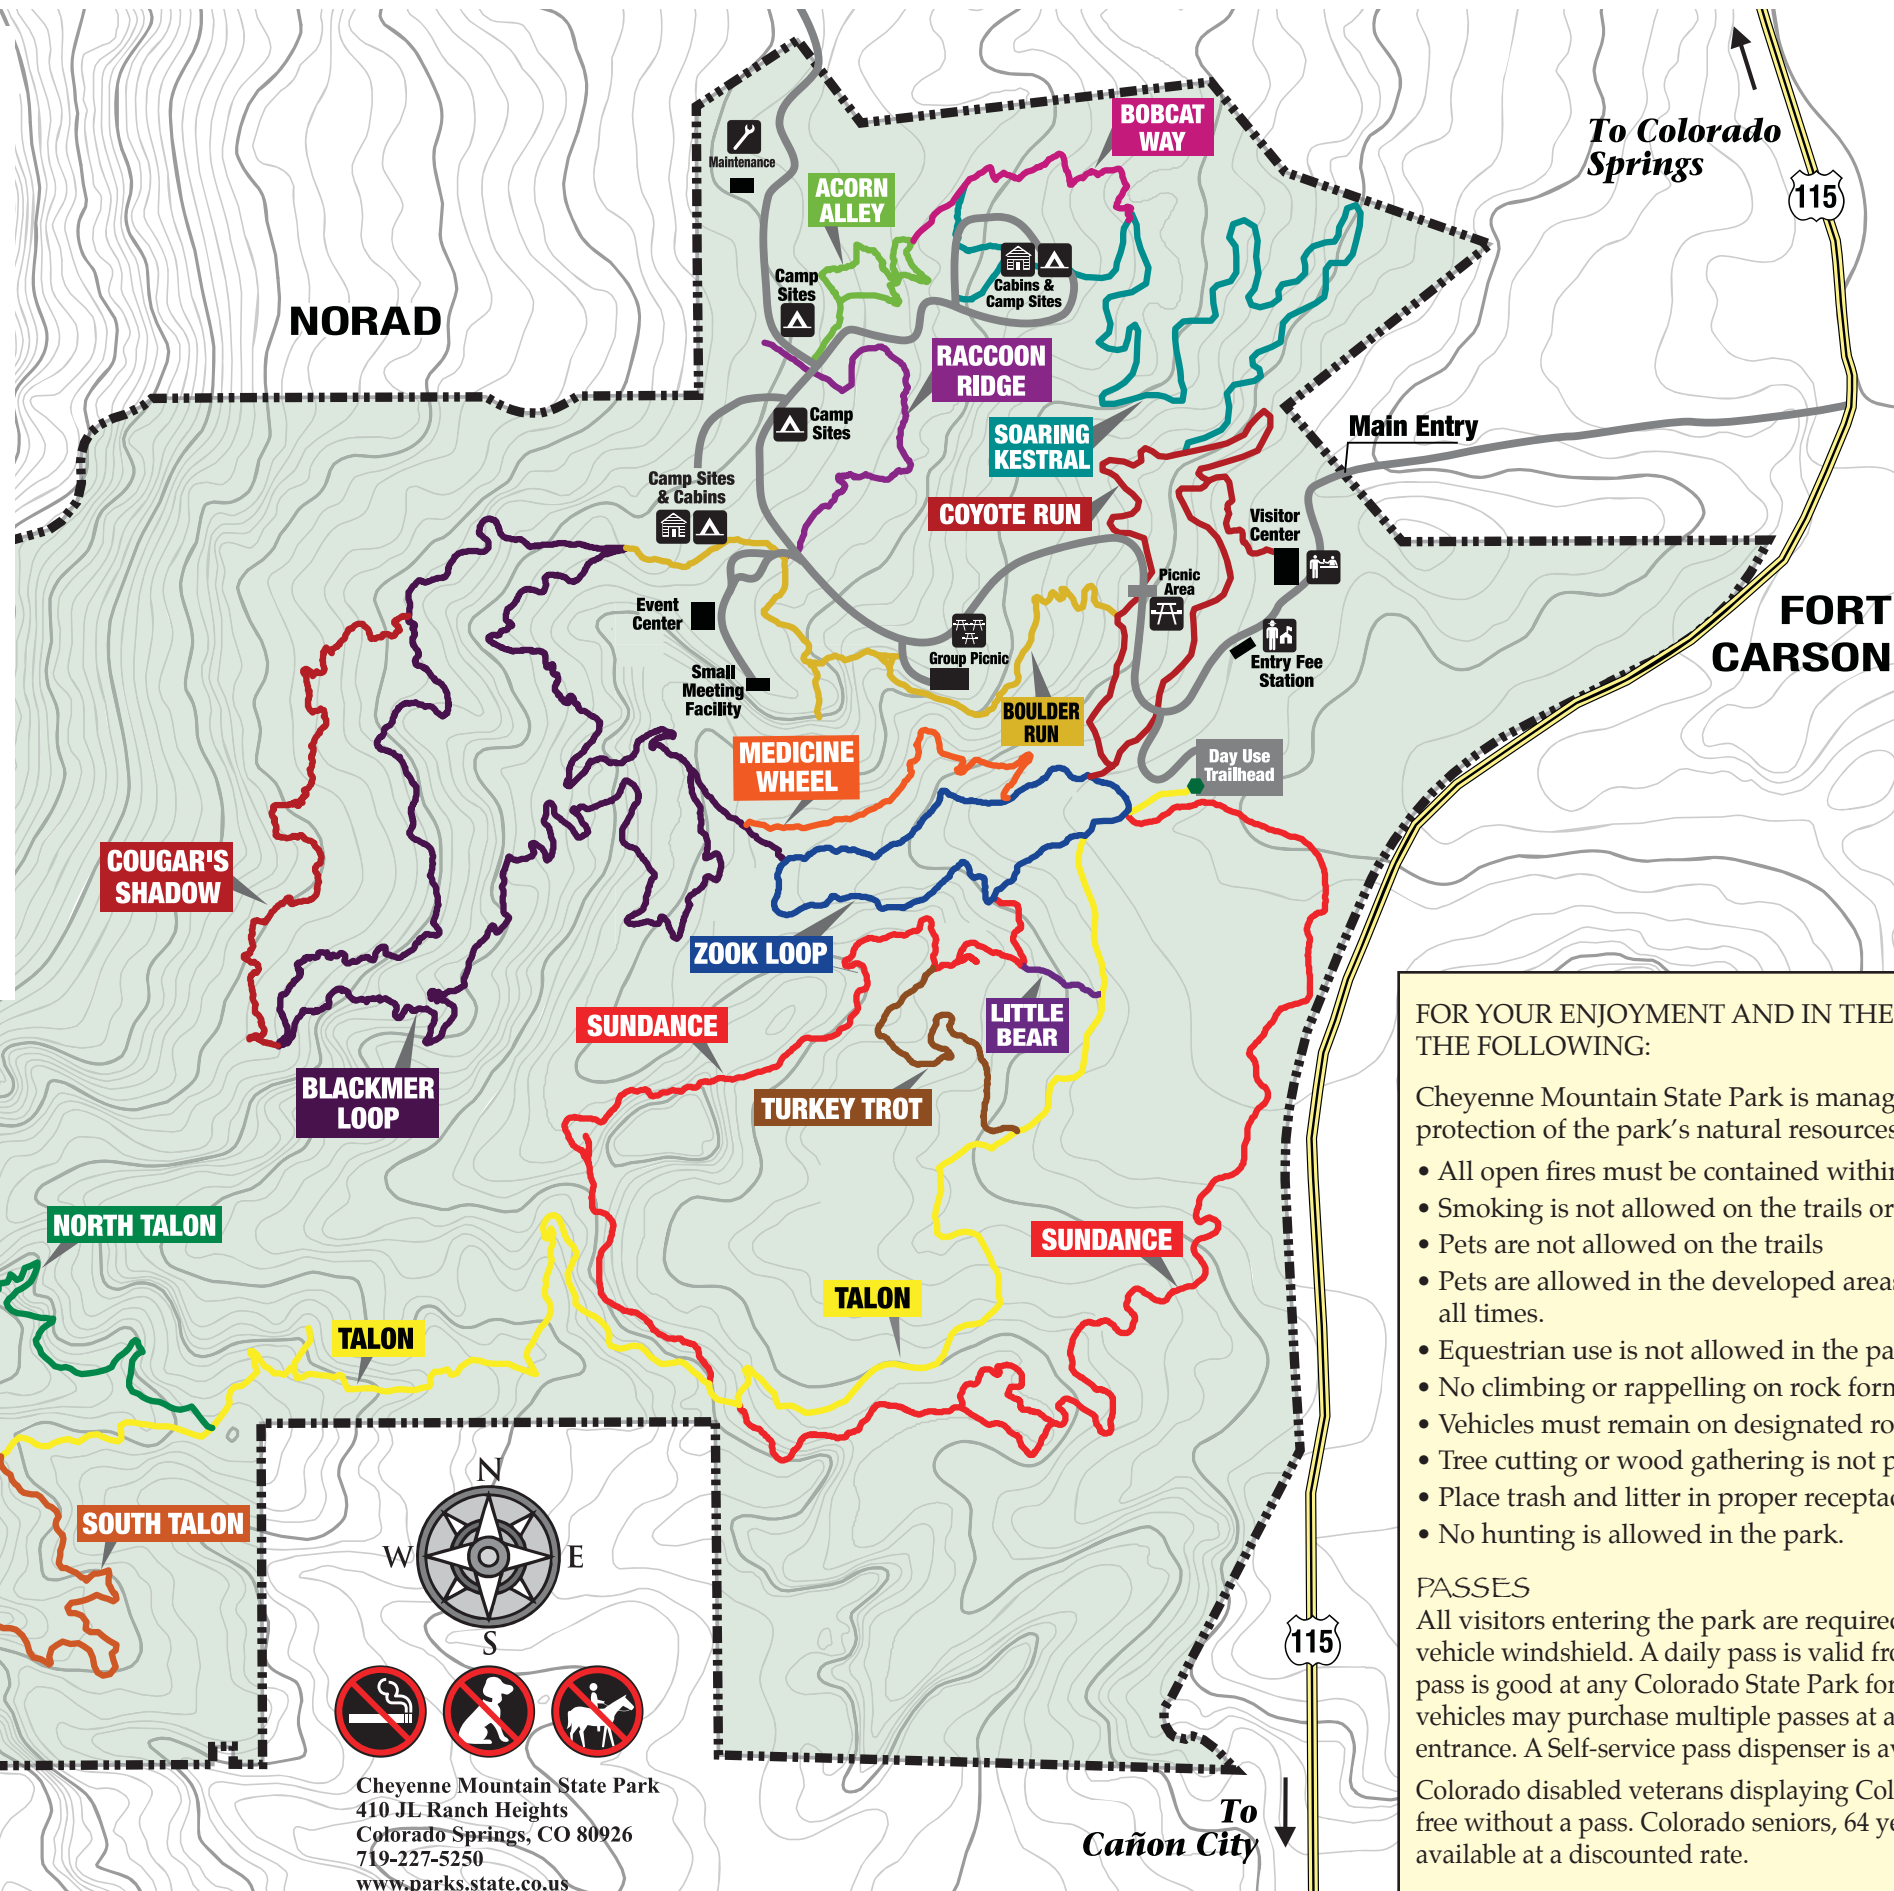 BOBCAT
WAY
To Colorado
Springs
115
Maintenance
ACORN
ALLEY
Camp
Sites
Cabins &
Camp Sites
NORAD
RACCOON
RIDGE
Camp
Sites
Main Entry
SOARING
KESTRAL
Camp Sites
& Cabins
COYOTE RUN
Visitor
Center
Picnic
Area
Event
Center
FORT
CARSON
Group Picnic
Entry Fee
Station
Small
Meeting
Facility
BOULDER
RUN
MEDICINE
WHEEL
Day Use
Trailhead
COUGAR'S
SHADOW
ZOOK LOOP
SUNDANCE
LITTLE
BEAR
BLACKMER
LOOP
TURKEY TROT
NORTH TALON
SUNDANCE
TALON
TALON
SOUTH TALON
N
W
E
S
115
To
Cañon City
Cheyenne Mountain State Park
410 JL Ranch Heights
Colorado Springs, CO 80926
719-227-5250
www.parks.state.co.us
FOR YOUR ENJOYMENT AND IN THE
THE FOLLOWING:
Cheyenne Mountain State Park is manag
protection of the park's natural resources
• All open fires must be contained within
• Smoking is not allowed on the trails or
• Pets are not allowed on the trails
• Pets are allowed in the developed areas
all times.
• Equestrian use is not allowed in the pa
• No climbing or rappelling on rock form
• Vehicles must remain on designated ro
• Tree cutting or wood gathering is not p
• Place trash and litter in proper receptac
• No hunting is allowed in the park.
PASSES
All visitors entering the park are required
vehicle windshield. A daily pass is valid fro
pass is good at any Colorado State Park for
vehicles may purchase multiple passes at a
entrance. A Self-service pass dispenser is av
Colorado disabled veterans displaying Col
free without a pass. Colorado seniors, 64 ye
available at a discounted rate.